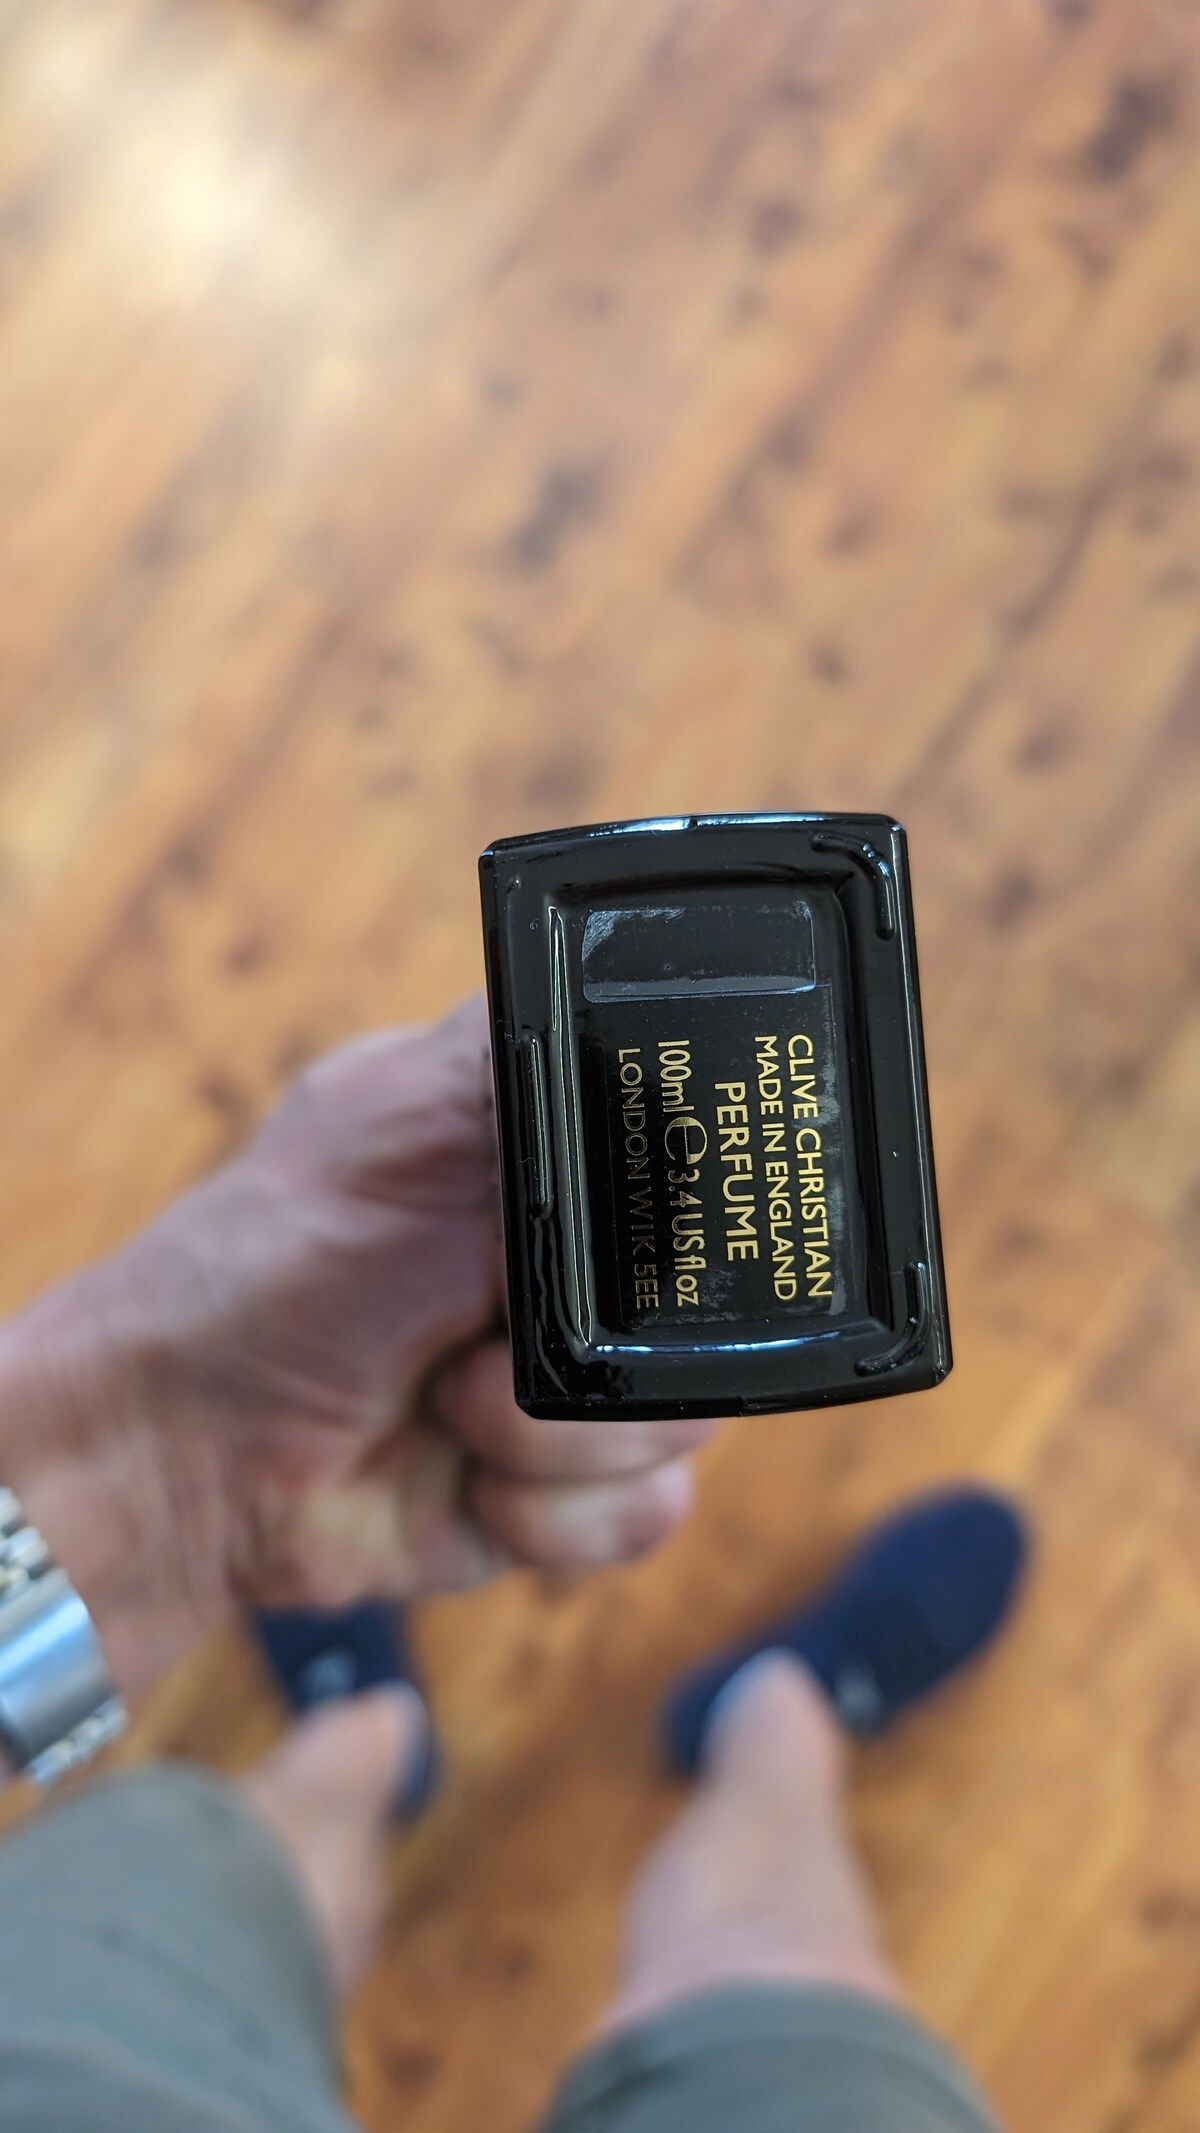 CLIVE CHRISTIAN
MADE IN ENGLAND
PERFUME
100ml e 3.4 US fl oz
LONDON W1K 5EE